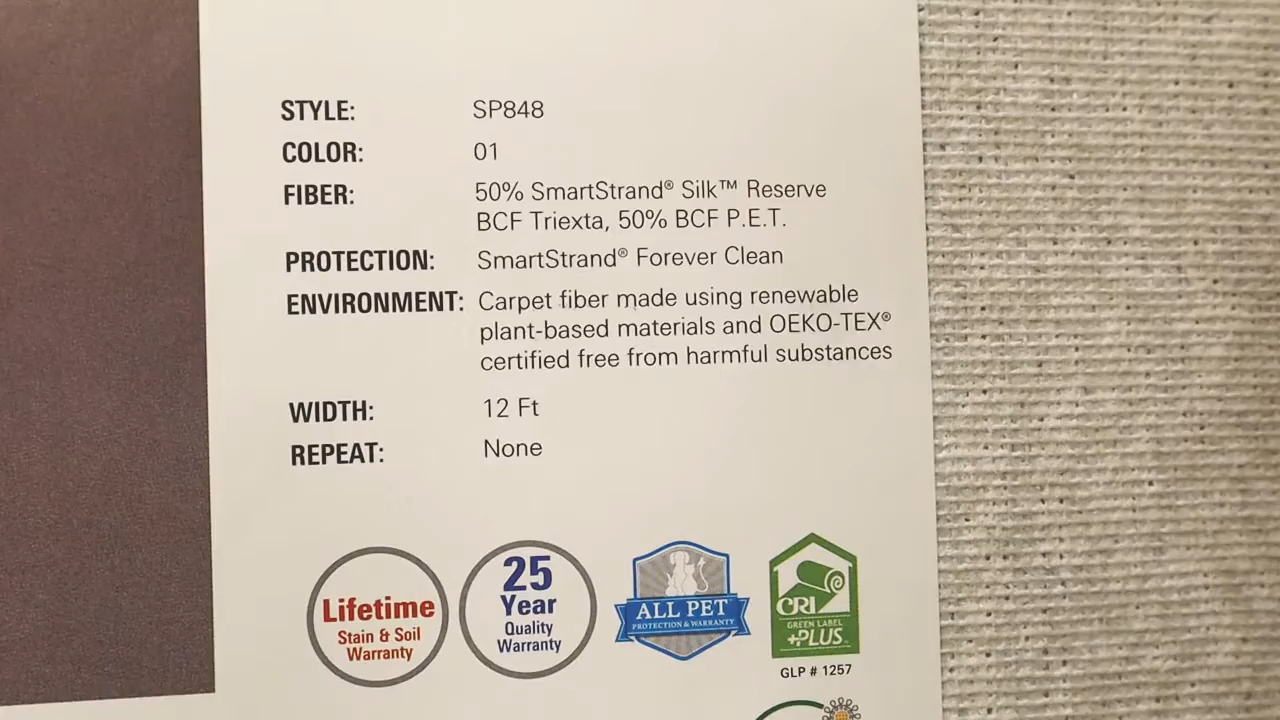 STYLE: SP848
COLOR: 01
FIBER: 50% SmartStrand® Silk™ Reserve
BCF Triexta, 50% BCF P.E.T.
PROTECTION: SmartStrand® Forever Clean
ENVIRONMENT: Carpet fiber made using renewable
plant-based materials and OEKO-TEX®
certified free from harmful substances
WIDTH: 12 Ft
REPEAT: None
Lifetime
Stain & Soil
Warranty
25
Year
Quality
Warranty
ALL PET
PROTECTION & WARRANTY
CRI
GREEN LABEL
+PLUS™
GLP # 1257